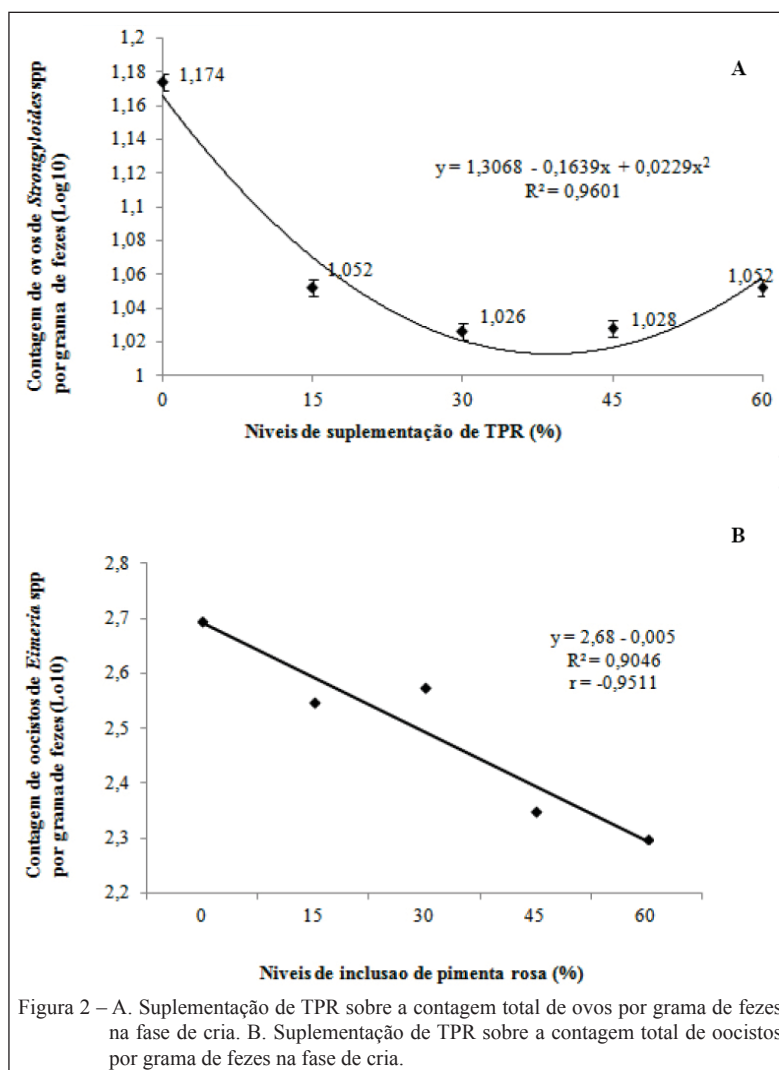 Contagem de ovos de Strongyloides spp
por grama de fezes (Log10)
1,2
1,18
1,16
1,14
1,12
1,1
1,08
1,06
1,04
1,02
1
A
1,174
1,052
1,026
1,028
1,052
y = 1,3068 - 0,1639x + 0,0229x²
R² = 0,9601
0 15 30 45 60
Niveis de suplementação de TPR (%)
B
Contagem de oocistos de Eimeria spp
por grama de fezes (Lo10)
2,8
2,7
2,6
2,5
2,4
2,3
2,2
y = 2,68 - 0,005
R² = 0,9046
r = -0,9511
0 15 30 45 60
Niveis de inclusao de pimenta rosa (%)
Figura 2 – A. Suplementação de TPR sobre a contagem total de ovos por grama de fezes
na fase de cria. B. Suplementação de TPR sobre a contagem total de oocistos
por grama de fezes na fase de cria.